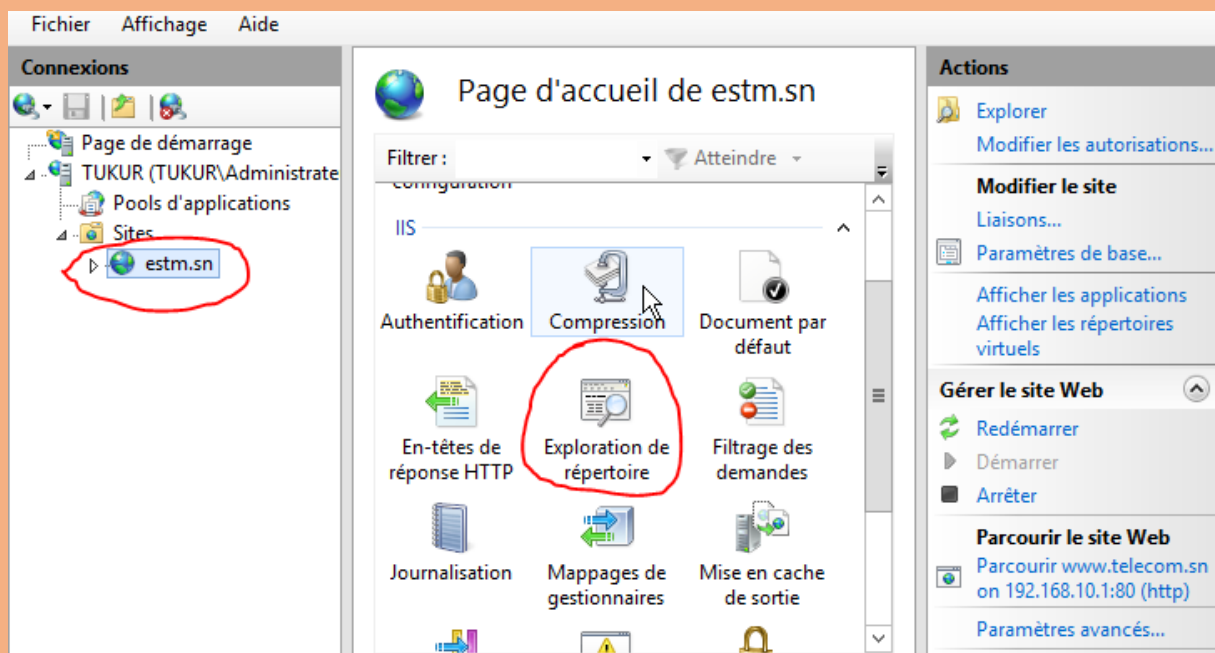 Fichier Affichage Aide
Connexions
Page de démarrage
TUKUR (TUKUR\Administrate
Pools d'applications
Sites
estm.sn
Page d'accueil de estm.sn
Filtrer :
Atteindre
configuration
IIS
Authentification
Compression
Document par
défaut
En-têtes de
réponse HTTP
Exploration de
répertoire
Filtrage des
demandes
Journalisation
Mappages de
gestionnaires
Mise en cache
de sortie
Actions
Explorer
Modifier les autorisations...
Modifier le site
Liaisons...
Paramètres de base...
Afficher les applications
Afficher les répertoires
virtuels
Gérer le site Web
Redémarrer
Démarrer
Arrêter
Parcourir le site Web
Parcourir www.telecom.sn
on 192.168.10.1:80 (http)
Paramètres avancés...